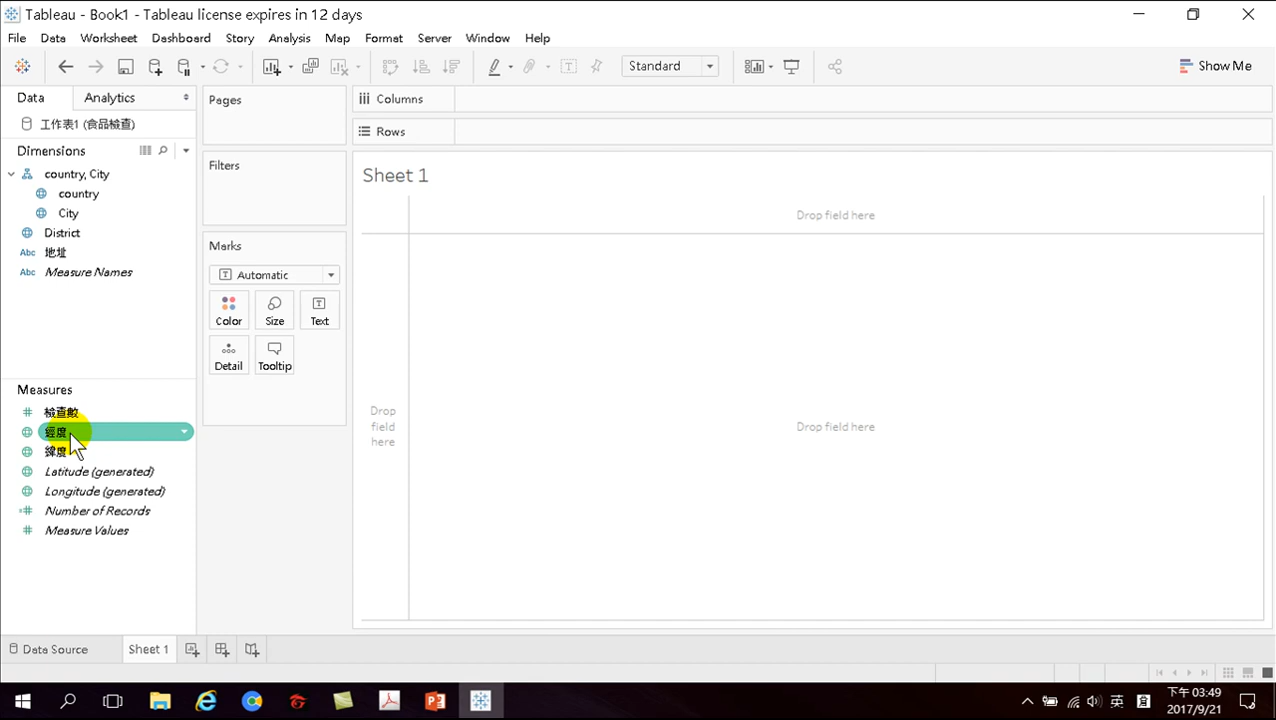 Tableau - Book1 - Tableau license expires in 12 days
File Data Worksheet Dashboard Story Analysis Map Format Server Window Help
Standard
Show Me
Data Analytics
工作表1 (食品檢查)
Dimensions
country, City
country
City
District
Abc 地址
Abc Measure Names
Measures
檢查數
經度
緯度
Latitude (generated)
Longitude (generated)
Number of Records
Measure Values
Pages
Filters
Marks
Automatic
Color Size Text
Detail Tooltip
Columns
Rows
Sheet 1
Drop field here
Drop
field
here
Drop field here
Data Source Sheet 1
英
下午 03:49
2017/9/21